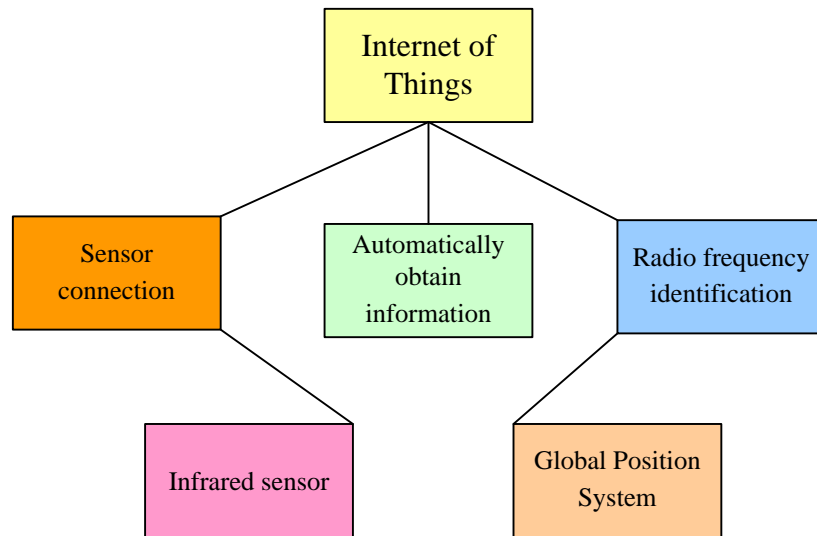 Internet of
Things
Sensor
connection
Automatically
obtain
information
Radio frequency
identification
Infrared sensor
Global Position
System